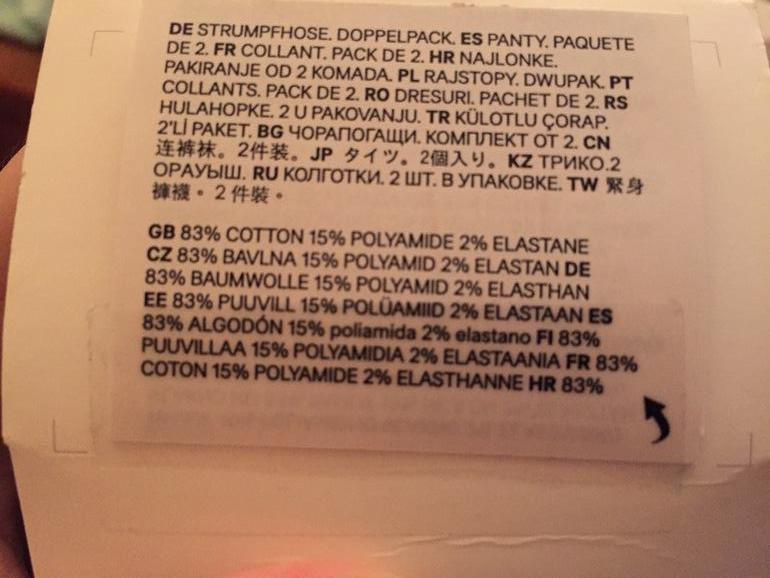 DE STRUMPFHOSE. DOPPELPACK. ES PANTY. PAQUETE
DE 2. FR COLLANT. PACK DE 2. HR NAJLONKE.
PAKIRANJE OD 2 KOMADA. PL RAJSTOPY. DWUPAK. PT
COLLANTS. PACK DE 2. RO DRESURI. PACHET DE 2. RS
HULAHOPKE. 2 U PAKOVANJU. TR KÜLOTLU ÇORAP.
2'Lİ PAKET. BG ЧОРАПОГАЩИ. КОМПЛЕКТ ОТ 2. CN
连裤袜。2件装。JP タイツ。2個入り。KZ ТРИКО.2
ОРАУЫШ. RU КОЛГОТКИ. 2 ШТ. В УПАКОВКЕ. TW 緊身
褲襪。2件裝。
GB 83% COTTON 15% POLYAMIDE 2% ELASTANE
CZ 83% BAVLNA 15% POLYAMID 2% ELASTAN DE
83% BAUMWOLLE 15% POLYAMID 2% ELASTHAN
EE 83% PUUVILL 15% POLÜAMIID 2% ELASTAAN ES
83% ALGODÓN 15% poliamida 2% elastano FI 83%
PUUVILLAA 15% POLYAMIDIA 2% ELASTAANIA FR 83%
COTON 15% POLYAMIDE 2% ELASTHANNE HR 83%